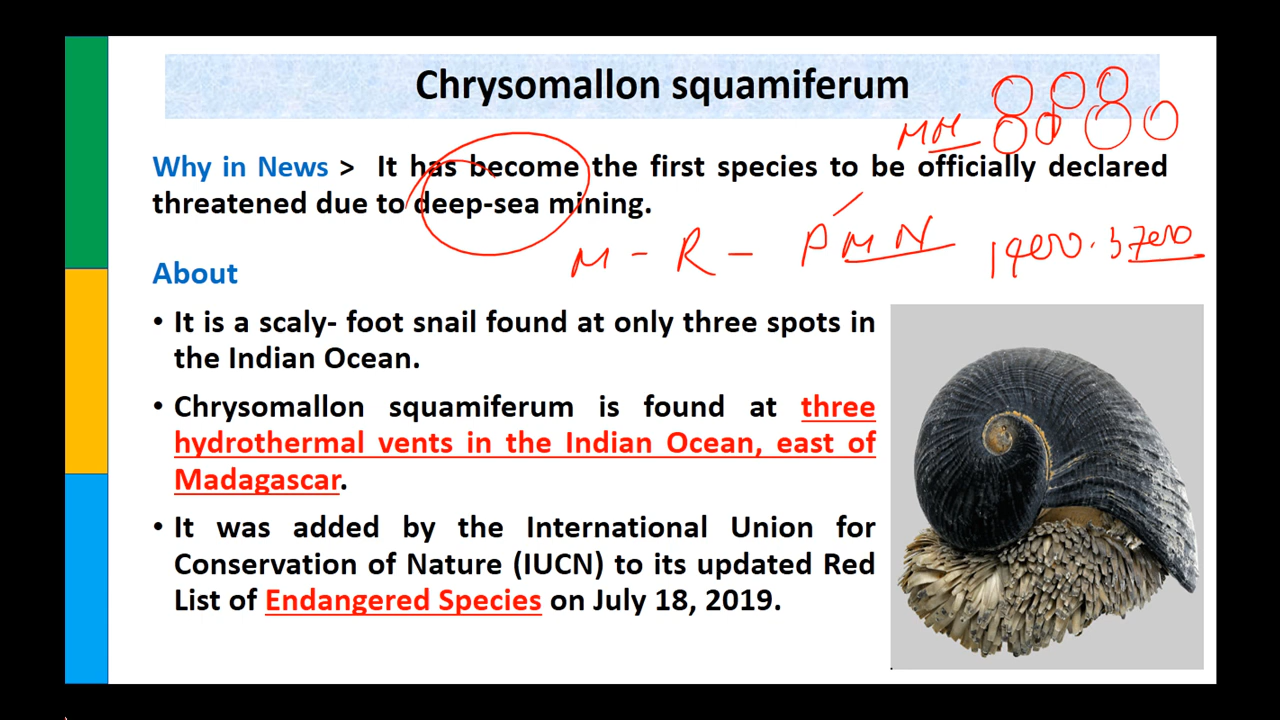 Chrysomallon squamiferum
MM
Why in News > It has become the first species to be officially declared
threatened due to deep-sea mining.
M - R - PMN
About
• It is a scaly- foot snail found at only three spots in
the Indian Ocean.
• Chrysomallon squamiferum is found at three
hydrothermal vents in the Indian Ocean, east of
Madagascar.
• It was added by the International Union for
Conservation of Nature (IUCN) to its updated Red
List of Endangered Species on July 18, 2019.